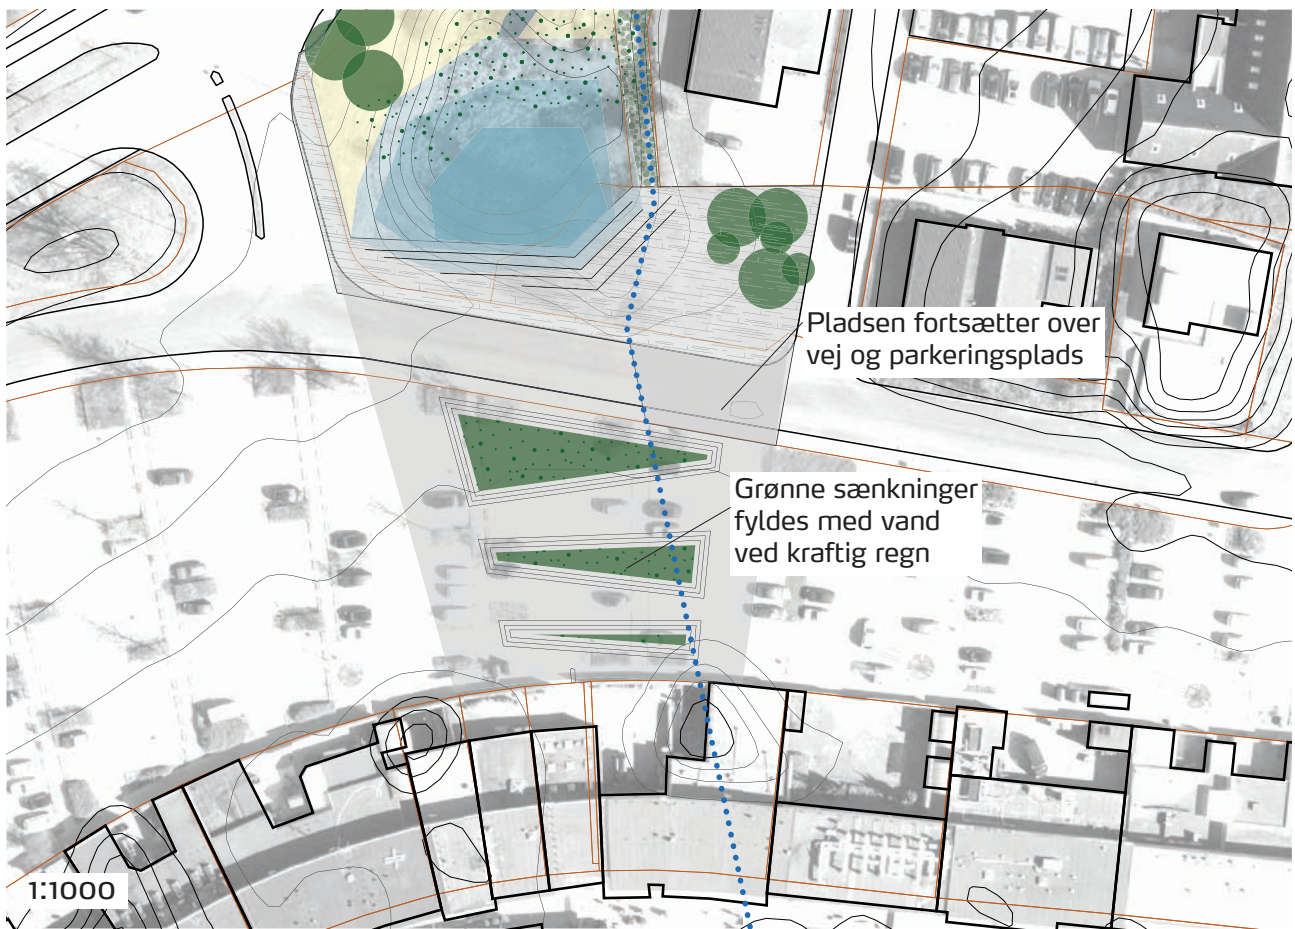 Pladsen fortsætter over
vej og parkeringsplads
Grønne sænkninger
fyldes med vand
ved kraftig regn
1:1000